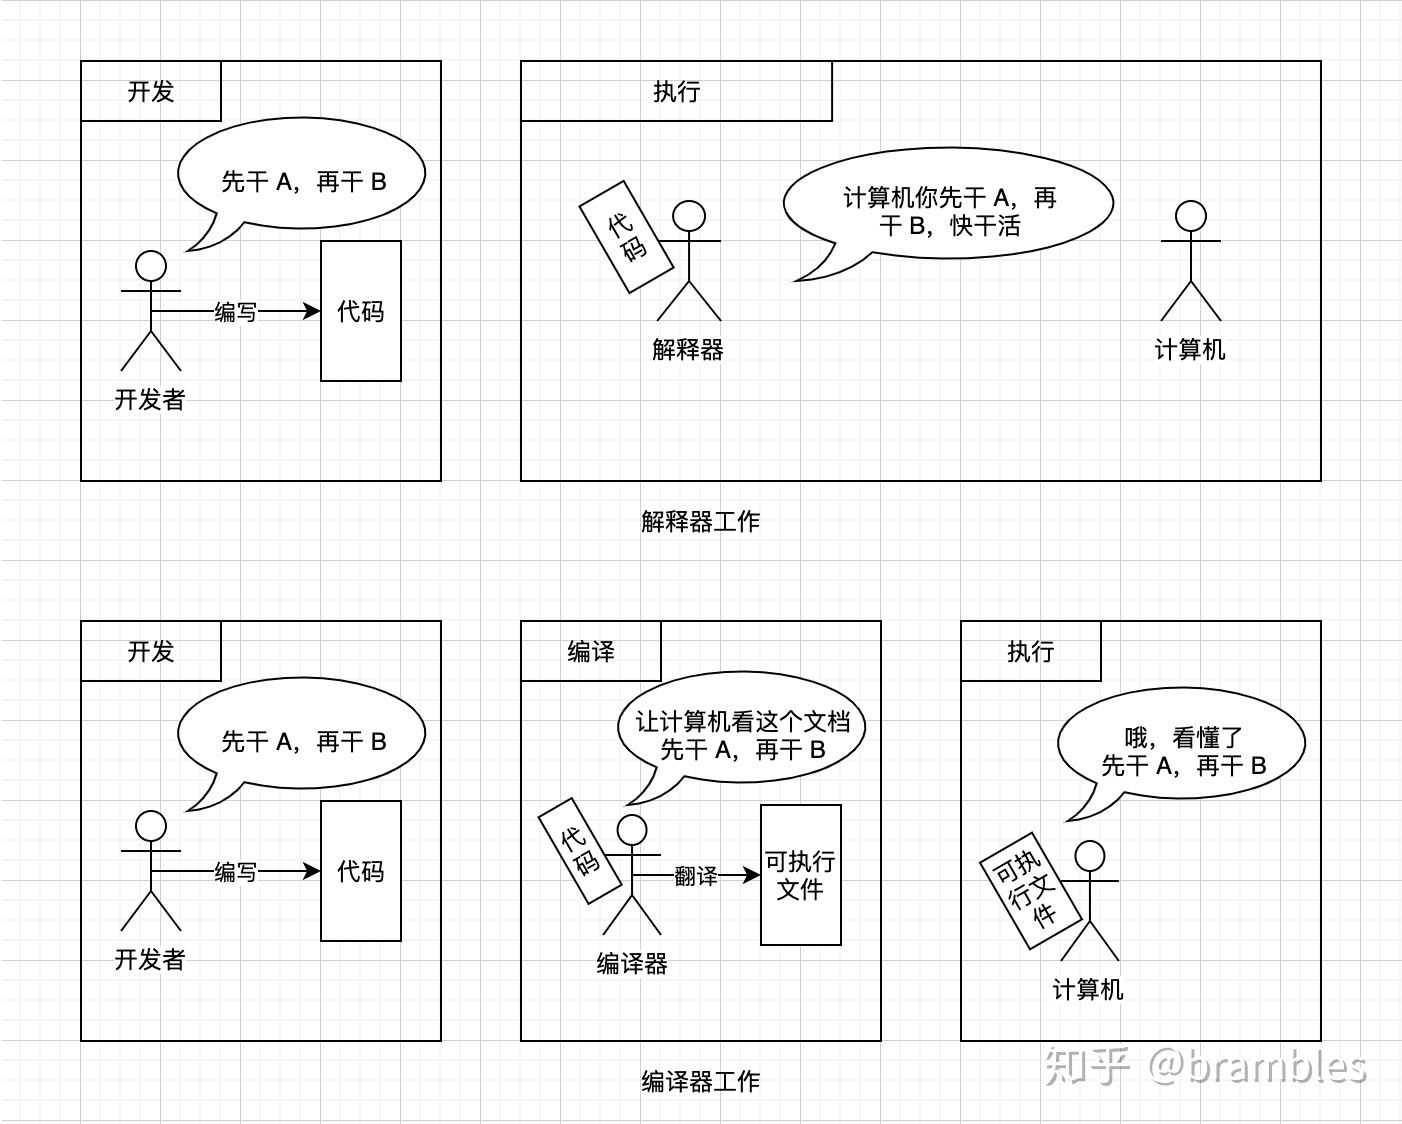 开发
先干 A，再干 B
编写
代码
开发者
执行
代
码
计算机你先干 A，再
干 B，快干活
解释器
计算机
解释器工作
开发
先干 A，再干 B
编写
代码
开发者
编译
让计算机看这个文档
先干 A，再干 B
代
码
翻译
可执行
文件
编译器
执行
哦，看懂了
先干 A，再干 B
可执
行文
件
计算机
编译器工作
知乎 @brambles